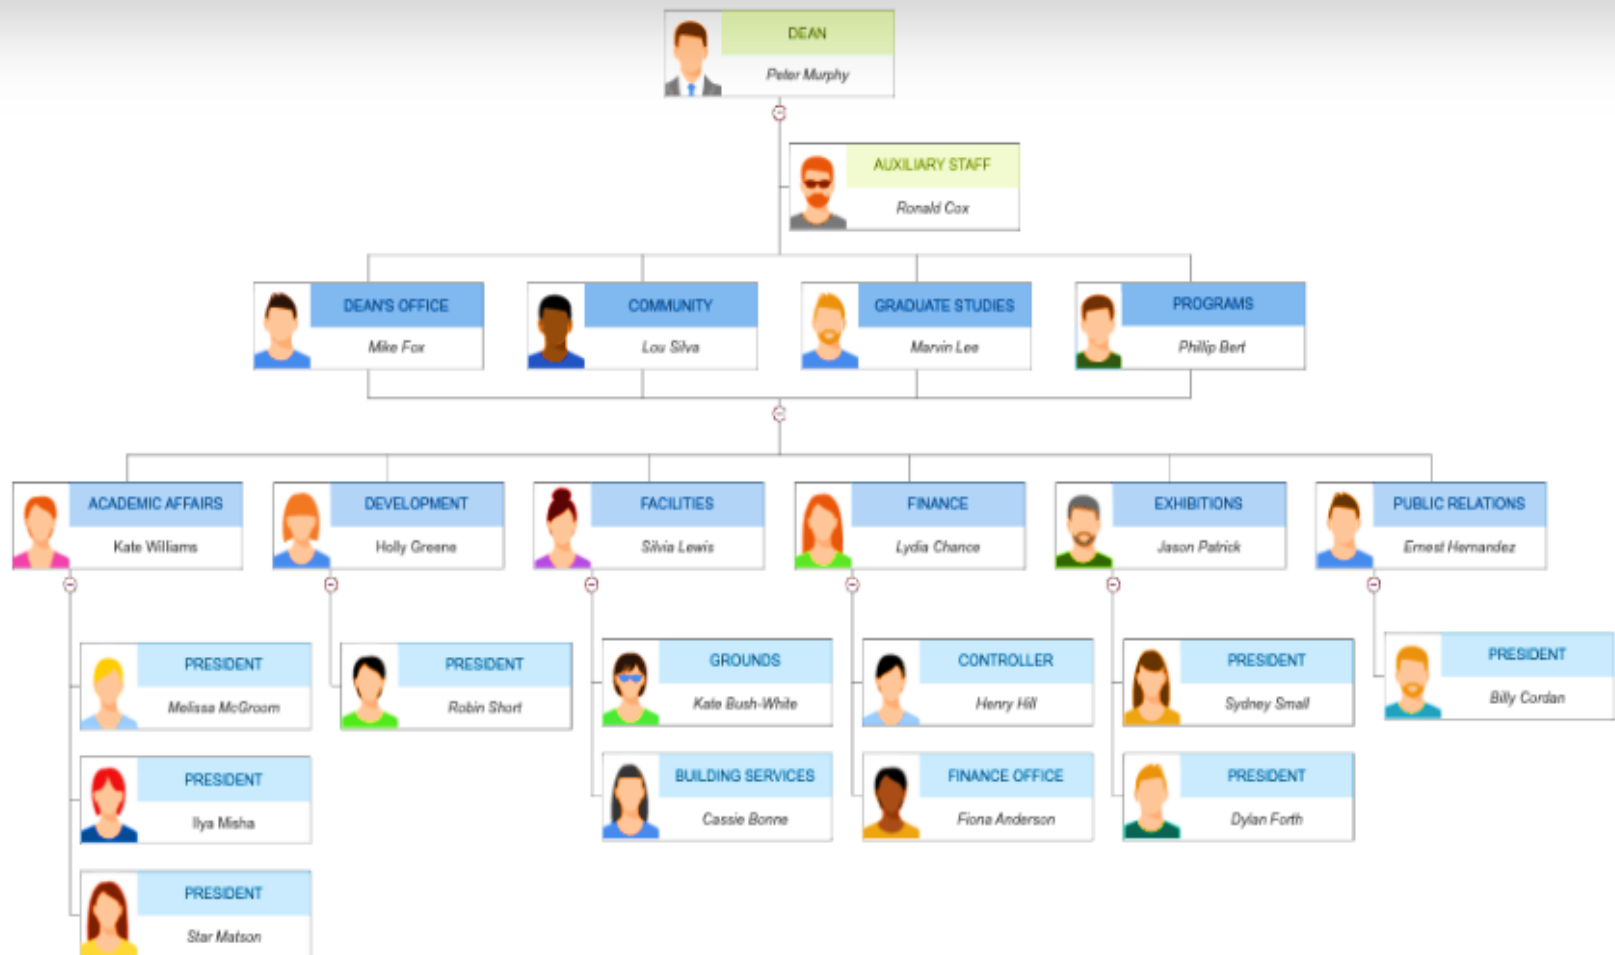 DEAN
Peter Murphy
AUXILIARY STAFF
Ronald Cox
DEAN'S OFFICE
Mike Fox
COMMUNITY
Lou Silva
GRADUATE STUDIES
Marvin Lee
PROGRAMS
Phillip Bert
ACADEMIC AFFAIRS
Kate Williams
DEVELOPMENT
Holly Greene
FACILITIES
Silvia Lewis
FINANCE
Lydia Chance
EXHIBITIONS
Jason Patrick
PUBLIC RELATIONS
Ernest Hernandez
PRESIDENT
Melissa McGroom
PRESIDENT
Ilya Misha
PRESIDENT
Star Matson
PRESIDENT
Robin Short
GROUNDS
Kate Bush-White
BUILDING SERVICES
Cassie Bonne
CONTROLLER
Henry Hill
FINANCE OFFICE
Fiona Anderson
PRESIDENT
Sydney Small
PRESIDENT
Dylan Forth
PRESIDENT
Billy Cordan